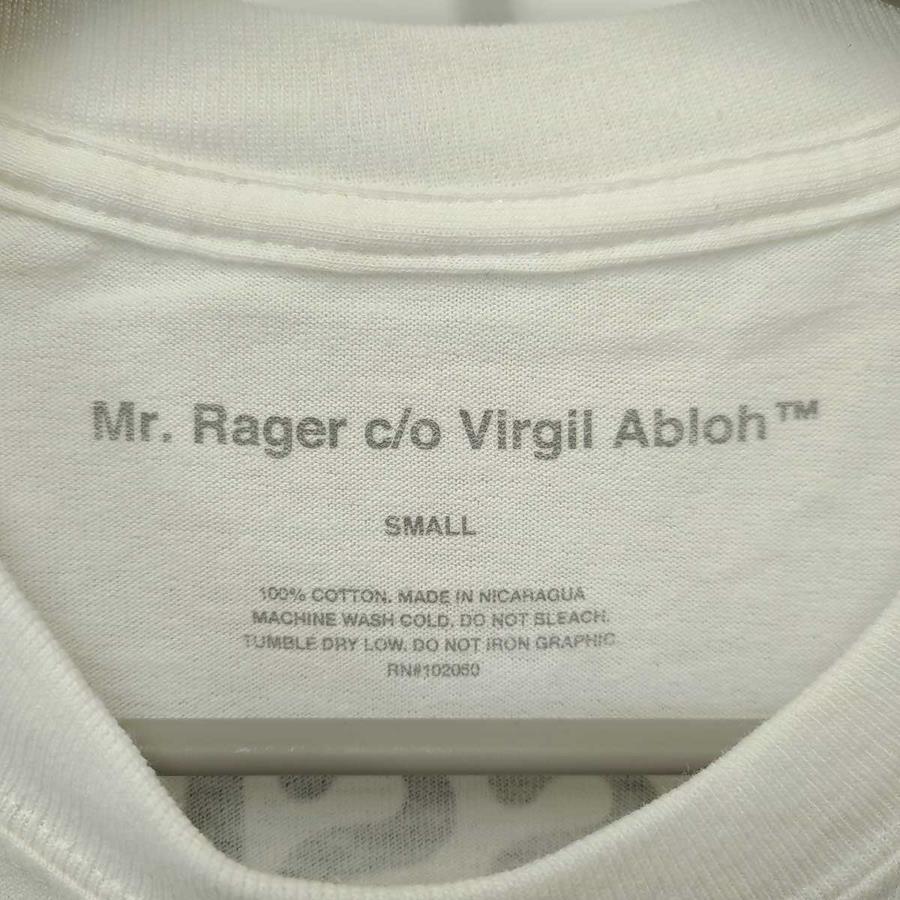 Mr. Rager c/o Virgil Abloh™
SMALL
100% COTTON. MADE IN NICARAGUA
MACHINE WASH COLD, DO NOT BLEACH.
TUMBLE DRY LOW. DO NOT IRON GRAPHIC
RN#102060